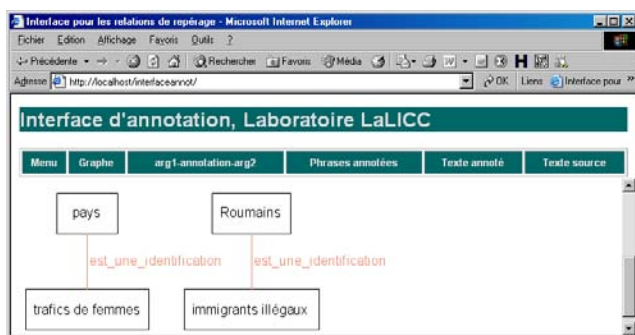 Interface pour les relations de repérage - Microsoft Internet Explorer
Fichier Edition Affichage Favoris Outils ?
Précédente Rechercher Favoris Média
Adresse http://localhost/interfaceannot/ OK Liens Interface pour »
Interface d'annotation, Laboratoire LaLICC
Menu Graphe arg1-annotation-arg2 Phrases annotées Texte annoté Texte source
pays Roumains
est_une_identification est_une_identification
trafics de femmes immigrants illégaux